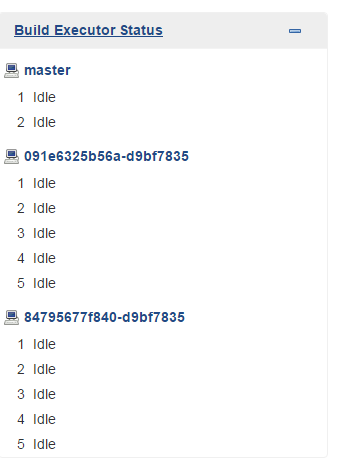 Build Executor Status
master
1 Idle
2 Idle
091e6325b56a-d9bf7835
1 Idle
2 Idle
3 Idle
4 Idle
5 Idle
84795677f840-d9bf7835
1 Idle
2 Idle
3 Idle
4 Idle
5 Idle